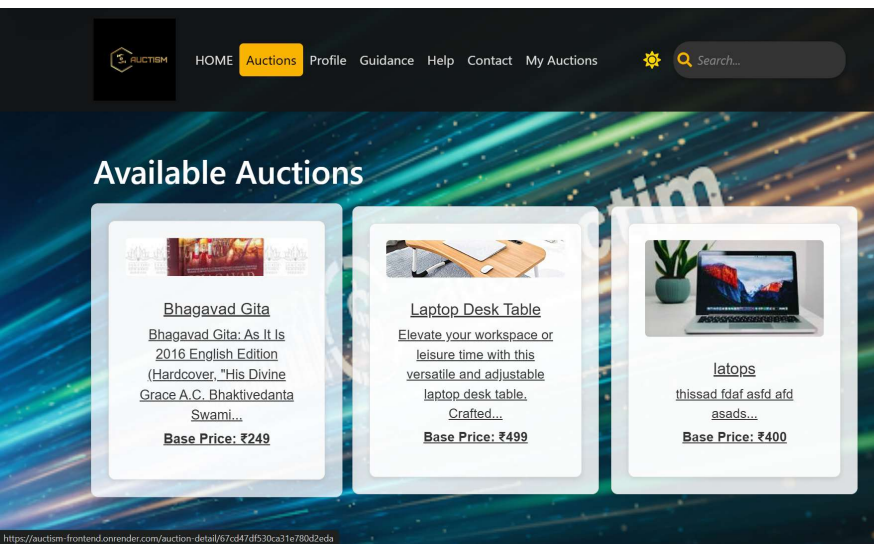 AUCTISM
HOME Auctions Profile Guidance Help Contact My Auctions
Search...
Available Auctions
Bhagavad Gita
Bhagavad Gita: As It Is
2016 English Edition
(Hardcover, "His Divine
Grace A.C. Bhaktivedanta
Swami...
Base Price: ₹249
Laptop Desk Table
Elevate your workspace or
leisure time with this
versatile and adjustable
laptop desk table.
Crafted...
Base Price: ₹499
latops
thissad fdaf asfd afd
asads...
Base Price: ₹400
https://auctism-frontend.onrender.com/auction-detail/67cd47df530ca31e780d2eda